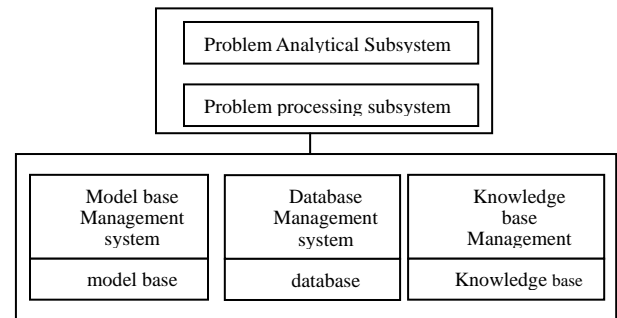 Problem Analytical Subsystem
Problem processing subsystem
Model base
Management
system
model base
Database
Management
system
database
Knowledge
base
Management
Knowledge base